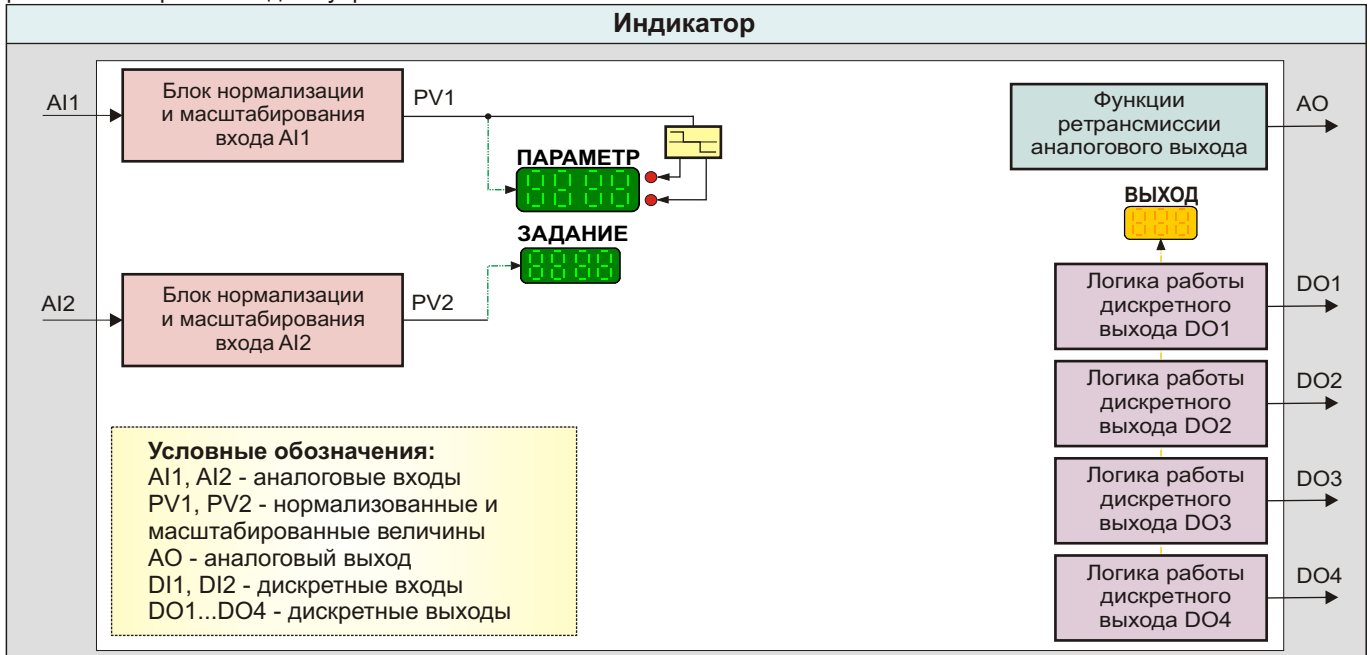 Индикатор
AI1
Блок нормализации
и масштабирования
входа AI1
PV1
ПАРАМЕТР
8888
ЗАДАНИЕ
8888
AI2
Блок нормализации
и масштабирования
входа AI2
PV2
Функции
ретрансмиссии
аналогового выхода
AO
ВЫХОД
888
Логика работы
дискретного
выхода DO1
DO1
Логика работы
дискретного
выхода DO2
DO2
Логика работы
дискретного
выхода DO3
DO3
Логика работы
дискретного
выхода DO4
DO4
Условные обозначения:
AI1, AI2 - аналоговые входы
PV1, PV2 - нормализованные и
масштабированные величины
AO - аналоговый выход
DI1, DI2 - дискретные входы
DO1...DO4 - дискретные выходы